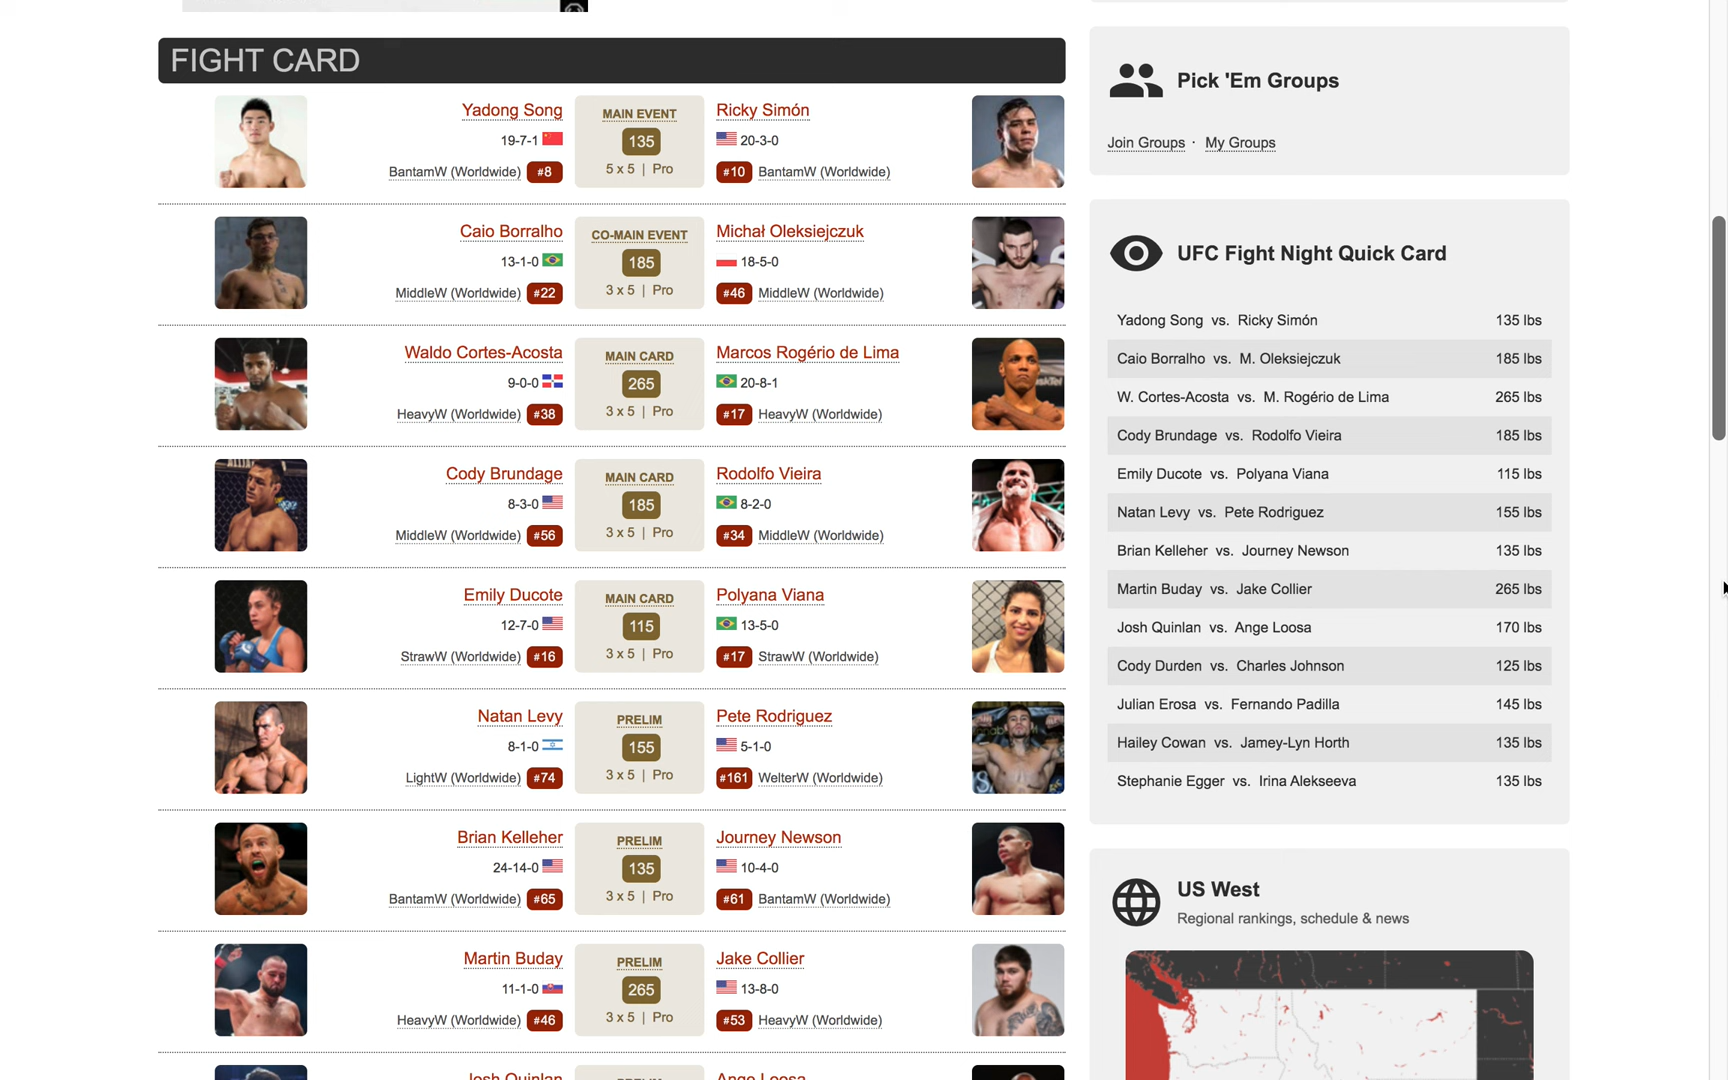 FIGHT CARD
Yadong Song
19-7-1
BantamW (Worldwide) #8
MAIN EVENT
135
5 x 5 | Pro
Ricky Simón
20-3-0
#10 BantamW (Worldwide)
Caio Borralho
13-1-0
MiddleW (Worldwide) #22
CO-MAIN EVENT
185
3 x 5 | Pro
Michał Oleksiejczuk
18-5-0
#46 MiddleW (Worldwide)
Waldo Cortes-Acosta
9-0-0
HeavyW (Worldwide) #38
MAIN CARD
265
3 x 5 | Pro
Marcos Rogério de Lima
20-8-1
#17 HeavyW (Worldwide)
Cody Brundage
8-3-0
MiddleW (Worldwide) #56
MAIN CARD
185
3 x 5 | Pro
Rodolfo Vieira
8-2-0
#34 MiddleW (Worldwide)
Emily Ducote
12-7-0
StrawW (Worldwide) #16
MAIN CARD
115
3 x 5 | Pro
Polyana Viana
13-5-0
#17 StrawW (Worldwide)
Natan Levy
8-1-0
LightW (Worldwide) #74
PRELIM
155
3 x 5 | Pro
Pete Rodriguez
5-1-0
#161 WelterW (Worldwide)
Brian Kelleher
24-14-0
BantamW (Worldwide) #65
PRELIM
135
3 x 5 | Pro
Journey Newson
10-4-0
#61 BantamW (Worldwide)
Martin Buday
11-1-0
HeavyW (Worldwide) #46
PRELIM
265
3 x 5 | Pro
Jake Collier
13-8-0
#53 HeavyW (Worldwide)
Josh Quinlan
PRELIM
Ange Loosa
Pick 'Em Groups
Join Groups · My Groups
UFC Fight Night Quick Card
Yadong Song vs. Ricky Simón 135 lbs
Caio Borralho vs. M. Oleksiejczuk 185 lbs
W. Cortes-Acosta vs. M. Rogério de Lima 265 lbs
Cody Brundage vs. Rodolfo Vieira 185 lbs
Emily Ducote vs. Polyana Viana 115 lbs
Natan Levy vs. Pete Rodriguez 155 lbs
Brian Kelleher vs. Journey Newson 135 lbs
Martin Buday vs. Jake Collier 265 lbs
Josh Quinlan vs. Ange Loosa 170 lbs
Cody Durden vs. Charles Johnson 125 lbs
Julian Erosa vs. Fernando Padilla 145 lbs
Hailey Cowan vs. Jamey-Lyn Horth 135 lbs
Stephanie Egger vs. Irina Alekseeva 135 lbs
US West
Regional rankings, schedule & news